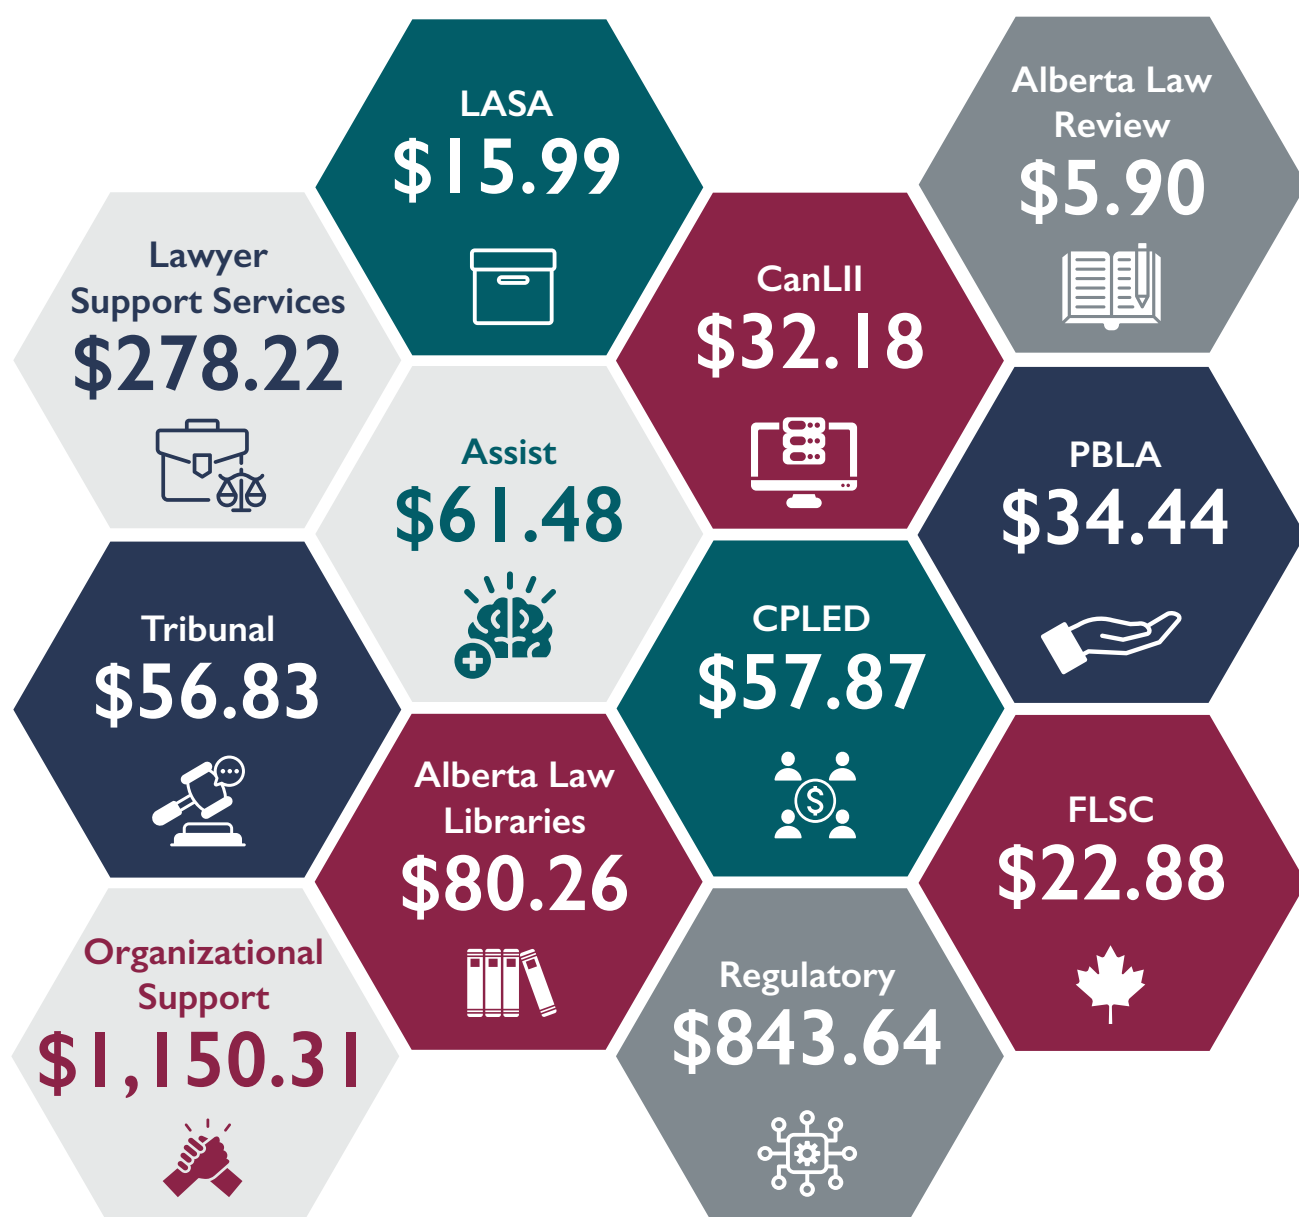 LASA
$15.99
Alberta Law
Review
$5.90
Lawyer
Support Services
$278.22
CanLII
$32.18
Assist
$61.48
PBLA
$34.44
Tribunal
$56.83
CPLED
$57.87
Alberta Law
Libraries
$80.26
FLSC
$22.88
Organizational
Support
$1,150.31
Regulatory
$843.64